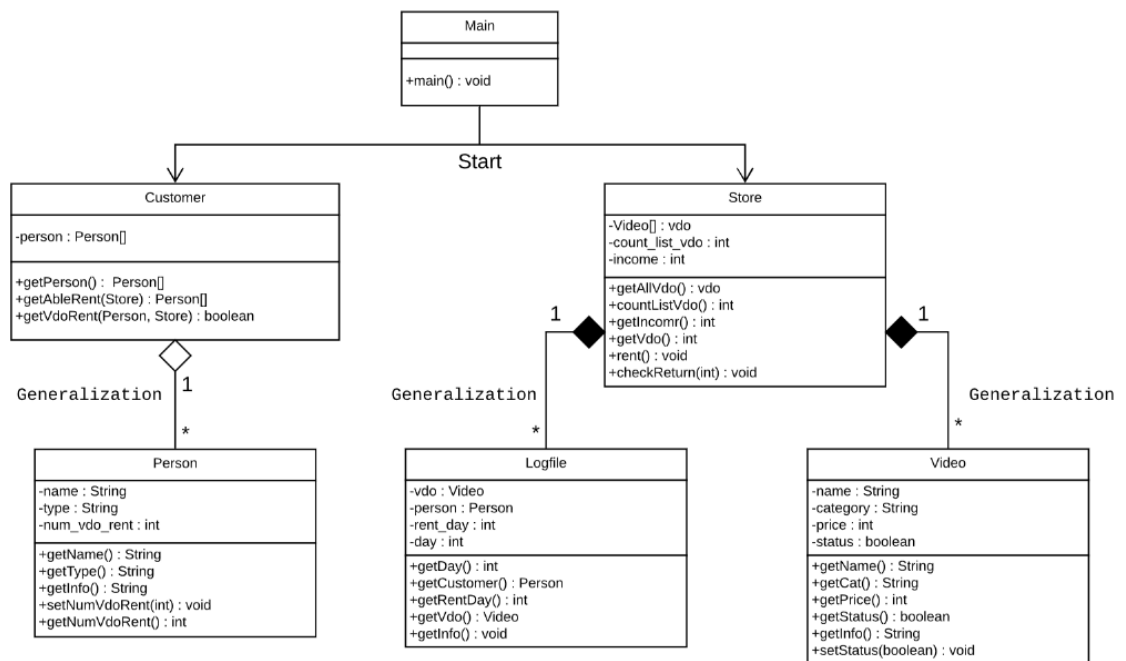 Main
+main() : void
Start
Customer
-person : Person[]
+getPerson() : Person[]
+getAbleRent(Store) : Person[]
+getVdoRent(Person, Store) : boolean
Store
-Video[] : vdo
-count_list_vdo : int
-income : int
+getAllVdo() : vdo
+countListVdo() : int
+getIncomr() : int
+getVdo() : int
+rent() : void
+checkReturn(int) : void
1
Generalization
*
1
Generalization
*
1
Generalization
*
Person
-name : String
-type : String
-num_vdo_rent : int
+getName() : String
+getType() : String
+getInfo() : String
+setNumVdoRent(int) : void
+getNumVdoRent() : int
Logfile
-vdo : Video
-person : Person
-rent_day : int
-day : int
+getDay() : int
+getCustomer() : Person
+getRentDay() : int
+getVdo() : Video
+getInfo() : void
Video
-name : String
-category : String
-price : int
-status : boolean
+getName() : String
+getCat() : String
+getPrice() : int
+getStatus() : boolean
+getInfo() : String
+setStatus(boolean) : void